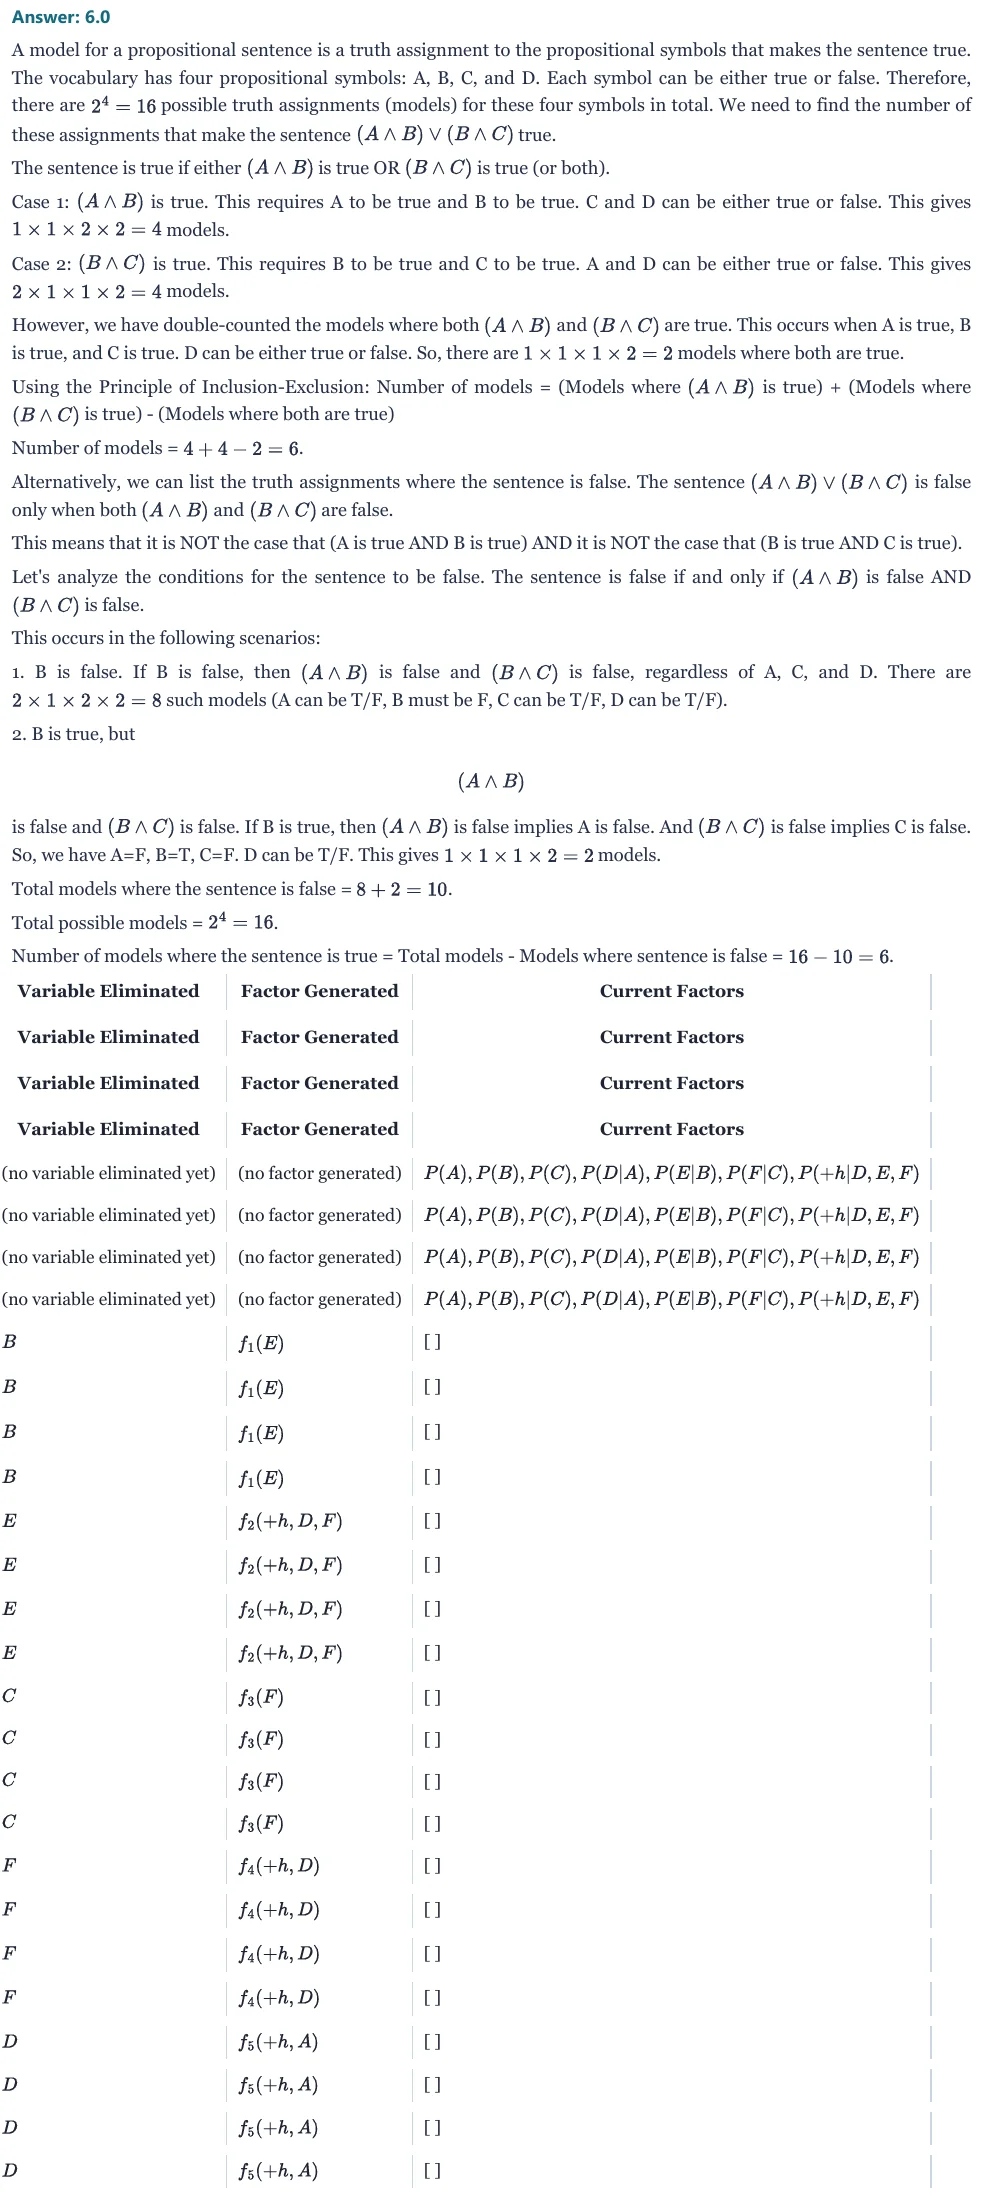 Answer: 6.0
A model for a propositional sentence is a truth assignment to the propositional symbols that makes the sentence true.
The vocabulary has four propositional symbols: A, B, C, and D. Each symbol can be either true or false. Therefore,
there are 2⁴ = 16 possible truth assignments (models) for these four symbols in total. We need to find the number of
these assignments that make the sentence (A ∧ B) ∨ (B ∧ C) true.
The sentence is true if either (A ∧ B) is true OR (B ∧ C) is true (or both).
Case 1: (A ∧ B) is true. This requires A to be true and B to be true. C and D can be either true or false. This gives
1 × 1 × 2 × 2 = 4 models.
Case 2: (B ∧ C) is true. This requires B to be true and C to be true. A and D can be either true or false. This gives
2 × 1 × 1 × 2 = 4 models.
However, we have double-counted the models where both (A ∧ B) and (B ∧ C) are true. This occurs when A is true, B
is true, and C is true. D can be either true or false. So, there are 1 × 1 × 1 × 2 = 2 models where both are true.
Using the Principle of Inclusion-Exclusion: Number of models = (Models where (A ∧ B) is true) + (Models where
(B ∧ C) is true) - (Models where both are true)
Number of models = 4 + 4 − 2 = 6.
Alternatively, we can list the truth assignments where the sentence is false. The sentence (A ∧ B) ∨ (B ∧ C) is false
only when both (A ∧ B) and (B ∧ C) are false.
This means that it is NOT the case that (A is true AND B is true) AND it is NOT the case that (B is true AND C is true).
Let's analyze the conditions for the sentence to be false. The sentence is false if and only if (A ∧ B) is false AND
(B ∧ C) is false.
This occurs in the following scenarios:
1. B is false. If B is false, then (A ∧ B) is false and (B ∧ C) is false, regardless of A, C, and D. There are
2 × 1 × 2 × 2 = 8 such models (A can be T/F, B must be F, C can be T/F, D can be T/F).
2. B is true, but
(A ∧ B)
is false and (B ∧ C) is false. If B is true, then (A ∧ B) is false implies A is false. And (B ∧ C) is false implies C is false.
So, we have A=F, B=T, C=F. D can be T/F. This gives 1 × 1 × 1 × 2 = 2 models.
Total models where the sentence is false = 8 + 2 = 10.
Total possible models = 2⁴ = 16.
Number of models where the sentence is true = Total models - Models where sentence is false = 16 − 10 = 6.
Variable Eliminated Factor Generated Current Factors
Variable Eliminated Factor Generated Current Factors
Variable Eliminated Factor Generated Current Factors
Variable Eliminated Factor Generated Current Factors
(no variable eliminated yet) (no factor generated) P(A), P(B), P(C), P(D|A), P(E|B), P(F|C), P(+h|D, E, F)
(no variable eliminated yet) (no factor generated) P(A), P(B), P(C), P(D|A), P(E|B), P(F|C), P(+h|D, E, F)
(no variable eliminated yet) (no factor generated) P(A), P(B), P(C), P(D|A), P(E|B), P(F|C), P(+h|D, E, F)
(no variable eliminated yet) (no factor generated) P(A), P(B), P(C), P(D|A), P(E|B), P(F|C), P(+h|D, E, F)
B f₁(E) [ ]
B f₁(E) [ ]
B f₁(E) [ ]
B f₁(E) [ ]
E f₂(+h, D, F) [ ]
E f₂(+h, D, F) [ ]
E f₂(+h, D, F) [ ]
E f₂(+h, D, F) [ ]
C f₃(F) [ ]
C f₃(F) [ ]
C f₃(F) [ ]
C f₃(F) [ ]
F f₄(+h, D) [ ]
F f₄(+h, D) [ ]
F f₄(+h, D) [ ]
F f₄(+h, D) [ ]
D f₅(+h, A) [ ]
D f₅(+h, A) [ ]
D f₅(+h, A) [ ]
D f₅(+h, A) [ ]